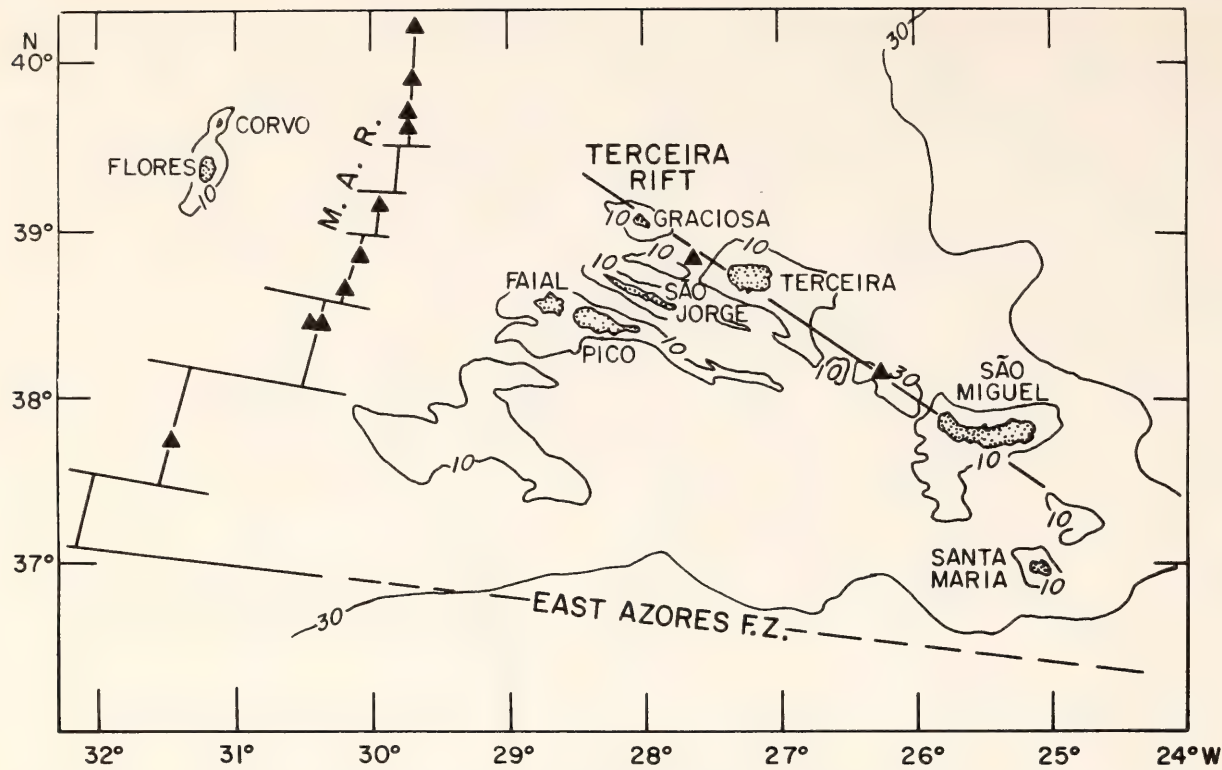 N
40°
39°
38°
37°
32°
31°
30°
29°
28°
27°
26°
25°
24°W
30
CORVO
FLORES
10
M. A. R.
TERCEIRA
RIFT
10
GRACIOSA
10
10
10
TERCEIRA
FAIAL
SÃO
JORGE
PICO
10
10
30
SÃO
MIGUEL
10
10
10
SANTA
MARIA
10
30
EAST AZORES F.Z.